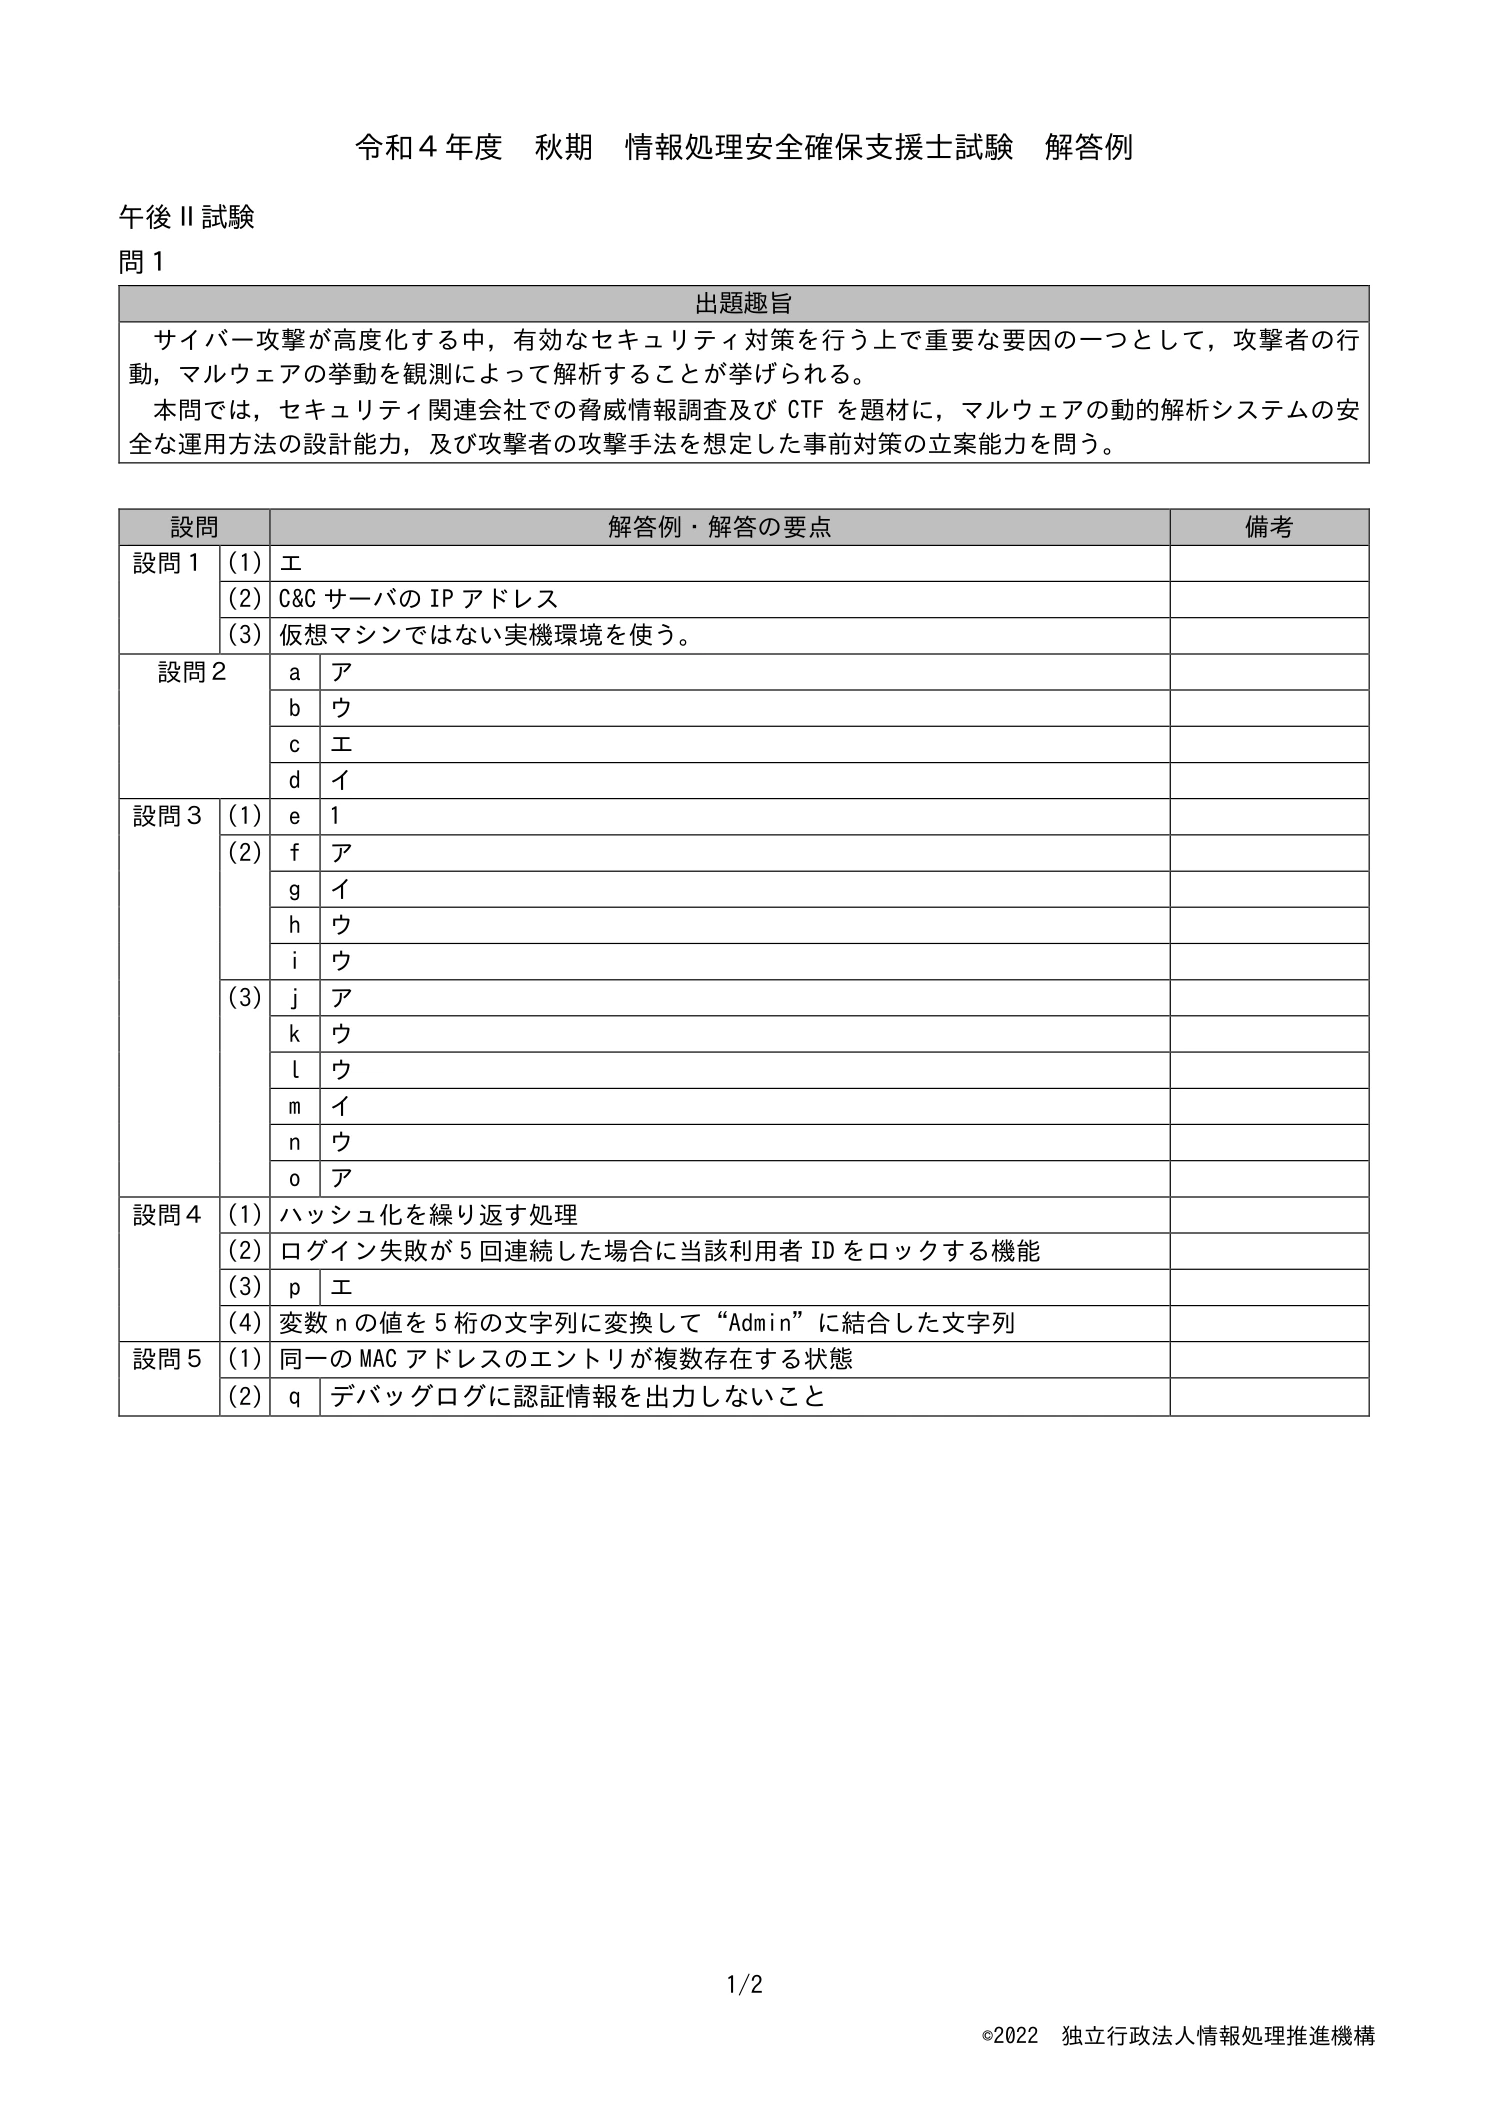 令和４年度　秋期　情報処理安全確保支援士試験　解答例
午後Ⅱ試験
問１
出題趣旨
　サイバー攻撃が高度化する中，有効なセキュリティ対策を行う上で重要な要因の一つとして，攻撃者の行
動，マルウェアの挙動を観測によって解析することが挙げられる。
　本問では，セキュリティ関連会社での脅威情報調査及び CTF を題材に，マルウェアの動的解析システムの安
全な運用方法の設計能力，及び攻撃者の攻撃手法を想定した事前対策の立案能力を問う。
設問 解答例・解答の要点 備考
設問１ (1) エ
(2) C&C サーバの IP アドレス
(3) 仮想マシンではない実機環境を使う。
設問２ a ア
b ウ
c エ
d イ
設問３ (1) e 1
(2) f ア
g イ
h ウ
i ウ
(3) j ア
k ウ
l ウ
m イ
n ウ
o ア
設問４ (1) ハッシュ化を繰り返す処理
(2) ログイン失敗が 5 回連続した場合に当該利用者 ID をロックする機能
(3) p エ
(4) 変数 n の値を 5 桁の文字列に変換して“Admin”に結合した文字列
設問５ (1) 同一の MAC アドレスのエントリが複数存在する状態
(2) q デバッグログに認証情報を出力しないこと
1/2
©2022　独立行政法人情報処理推進機構